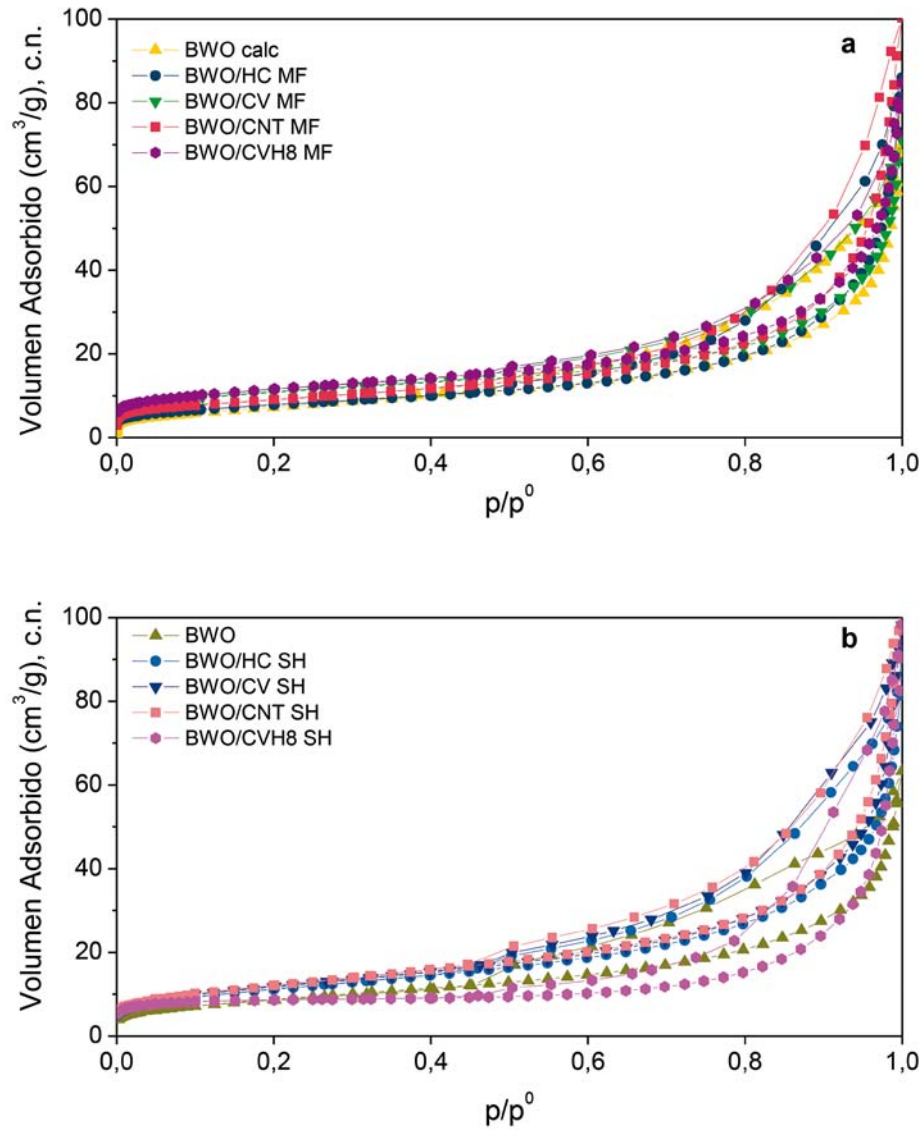 a
100
80
60
40
20
0
Volumen Adsorbido (cm³/g), c.n.
BWO calc
BWO/HC MF
BWO/CV MF
BWO/CNT MF
BWO/CVH8 MF
0,0 0,2 0,4 0,6 0,8 1,0
p/p⁰
b
100
80
60
40
20
0
Volumen Adsorbido (cm³/g), c.n.
BWO
BWO/HC SH
BWO/CV SH
BWO/CNT SH
BWO/CVH8 SH
0,0 0,2 0,4 0,6 0,8 1,0
p/p⁰